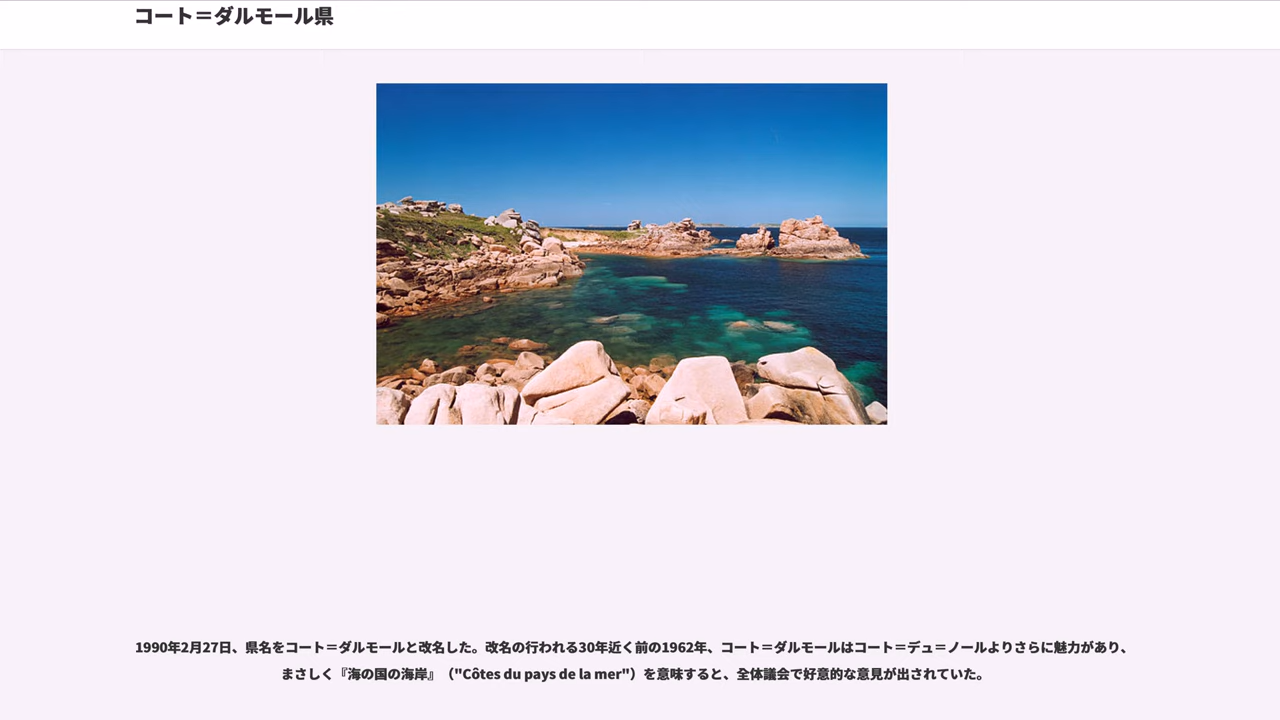 コート＝ダルモール県
1990年2月27日、県名をコート＝ダルモールと改名した。改名の行われる30年近く前の1962年、コート＝ダルモールはコート＝デュ＝ノールよりさらに魅力があり、
まさしく『海の国の海岸』（"Côtes du pays de la mer"）を意味すると、全体議会で好意的な意見が出されていた。